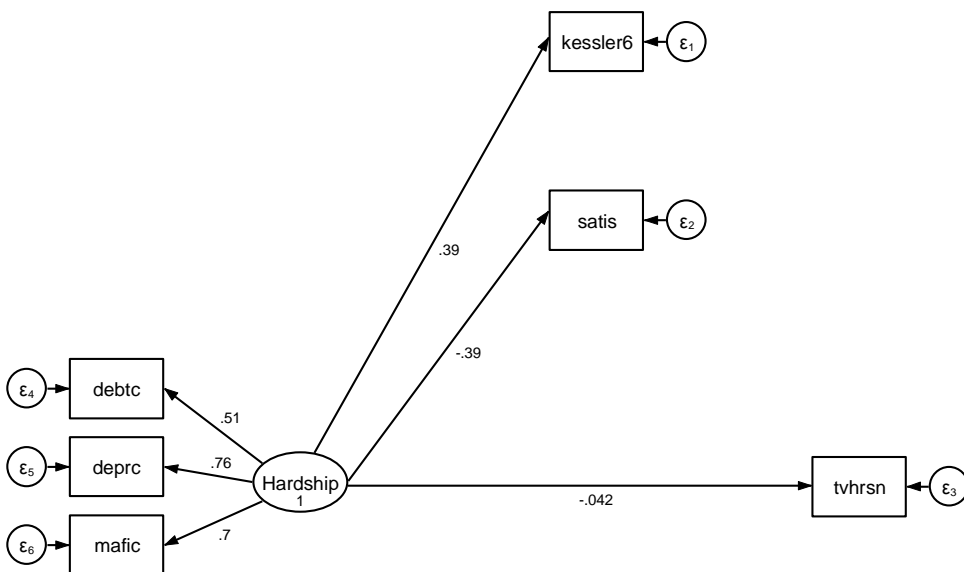 kessler6
ε1
.39
satis
ε2
-.39
ε4
debtc
.51
ε5
deprc
.76
Hardship
1
-.042
tvhrsn
ε3
ε6
mafic
.7